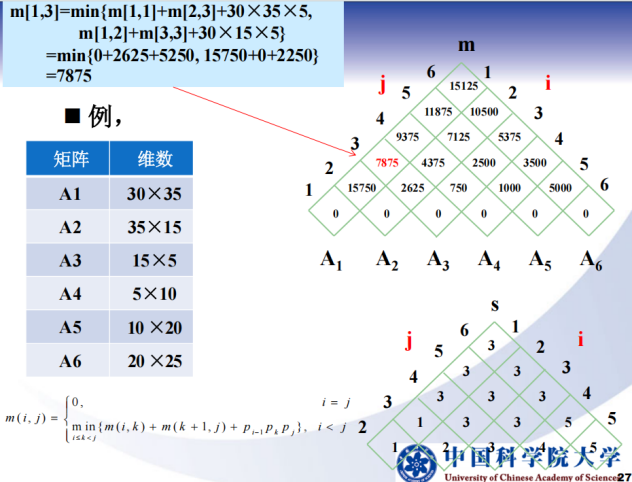 m[1,3]=min{m[1,1]+m[2,3]+30×35×5,
m[1,2]+m[3,3]+30×15×5}
=min{0+2625+5250, 15750+0+2250}
=7875
■ 例，
矩阵 维数
A1 30×35
A2 35×15
A3 15×5
A4 5×10
A5 10×20
A6 20×25
m
6 1
j 5 15125 2 i
4 11875 10500 3
3 9375 7125 5375 4
2 7875 4375 2500 3500 5
1 15750 2625 750 1000 5000 6
0 0 0 0 0 0
A1 A2 A3 A4 A5 A6
s
6 1
j 5 3 2 i
4 3 3 3
3 3 3 3 4
2 1 3 3 5 5
1 2 3 4 5
m(i, j) = { 0, i = j
min{m(i,k) + m(k+1, j) + p_{i-1} p_k p_j}, i < j
i≤k<j
中国科学院大学
University of Chinese Academy of Sciences
27